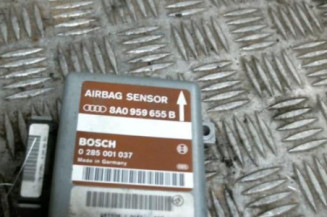 AIRBAG SENSOR
8A0 959 655 B
BOSCH
0 285 001 037
Made in Germany